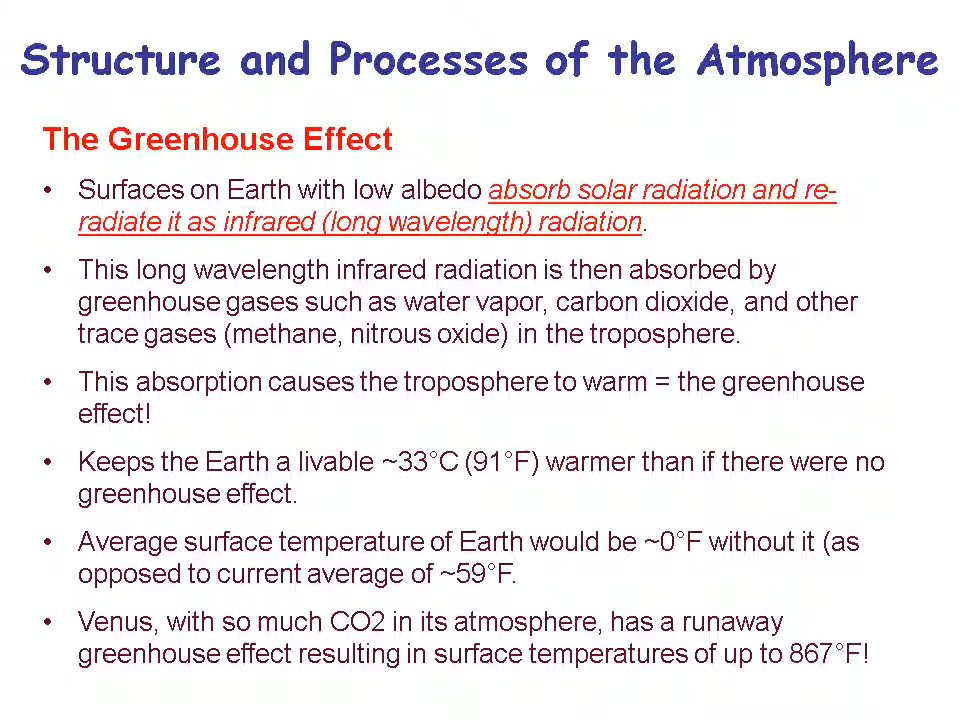 Structure and Processes of the Atmosphere
The Greenhouse Effect
• Surfaces on Earth with low albedo absorb solar radiation and re-
radiate it as infrared (long wavelength) radiation.
• This long wavelength infrared radiation is then absorbed by
greenhouse gases such as water vapor, carbon dioxide, and other
trace gases (methane, nitrous oxide) in the troposphere.
• This absorption causes the troposphere to warm = the greenhouse
effect!
• Keeps the Earth a livable ~33°C (91°F) warmer than if there were no
greenhouse effect.
• Average surface temperature of Earth would be ~0°F without it (as
opposed to current average of ~59°F.
• Venus, with so much CO2 in its atmosphere, has a runaway
greenhouse effect resulting in surface temperatures of up to 867°F!